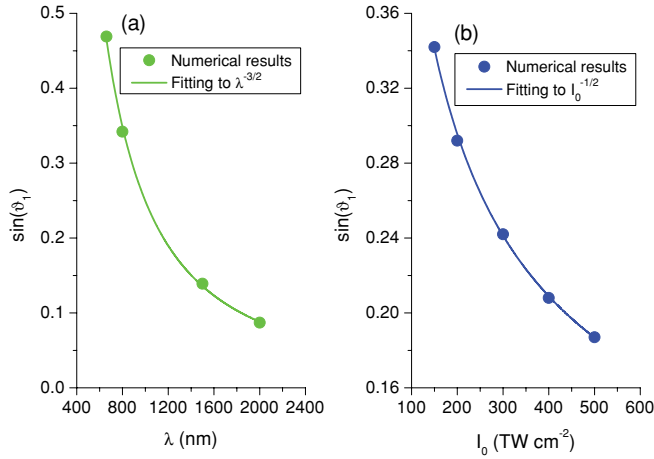 (a)
Numerical results
Fitting to λ^-3/2
sin(ϑ₁)
0.5
0.4
0.3
0.2
0.1
0.0
400 800 1200 1600 2000 2400
λ (nm)
(b)
Numerical results
Fitting to I₀^-1/2
sin(ϑ₁)
0.36
0.32
0.28
0.24
0.20
0.16
100 200 300 400 500 600
I₀ (TW cm⁻²)